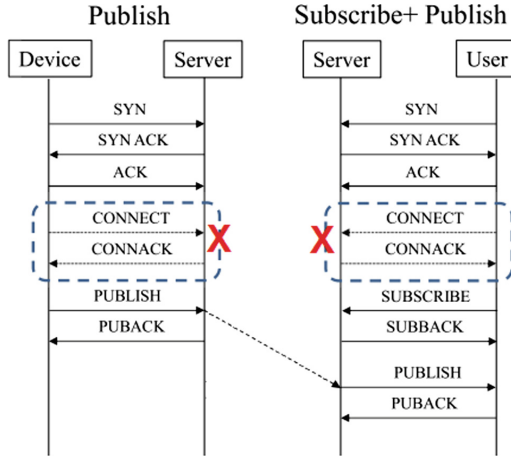 Publish
Subscribe+ Publish
Device
Server
Server
User
SYN
SYN ACK
ACK
CONNECT
CONNACK
PUBLISH
PUBACK
SYN
SYN ACK
ACK
CONNECT
CONNACK
SUBSCRIBE
SUBBACK
PUBLISH
PUBACK
X
X